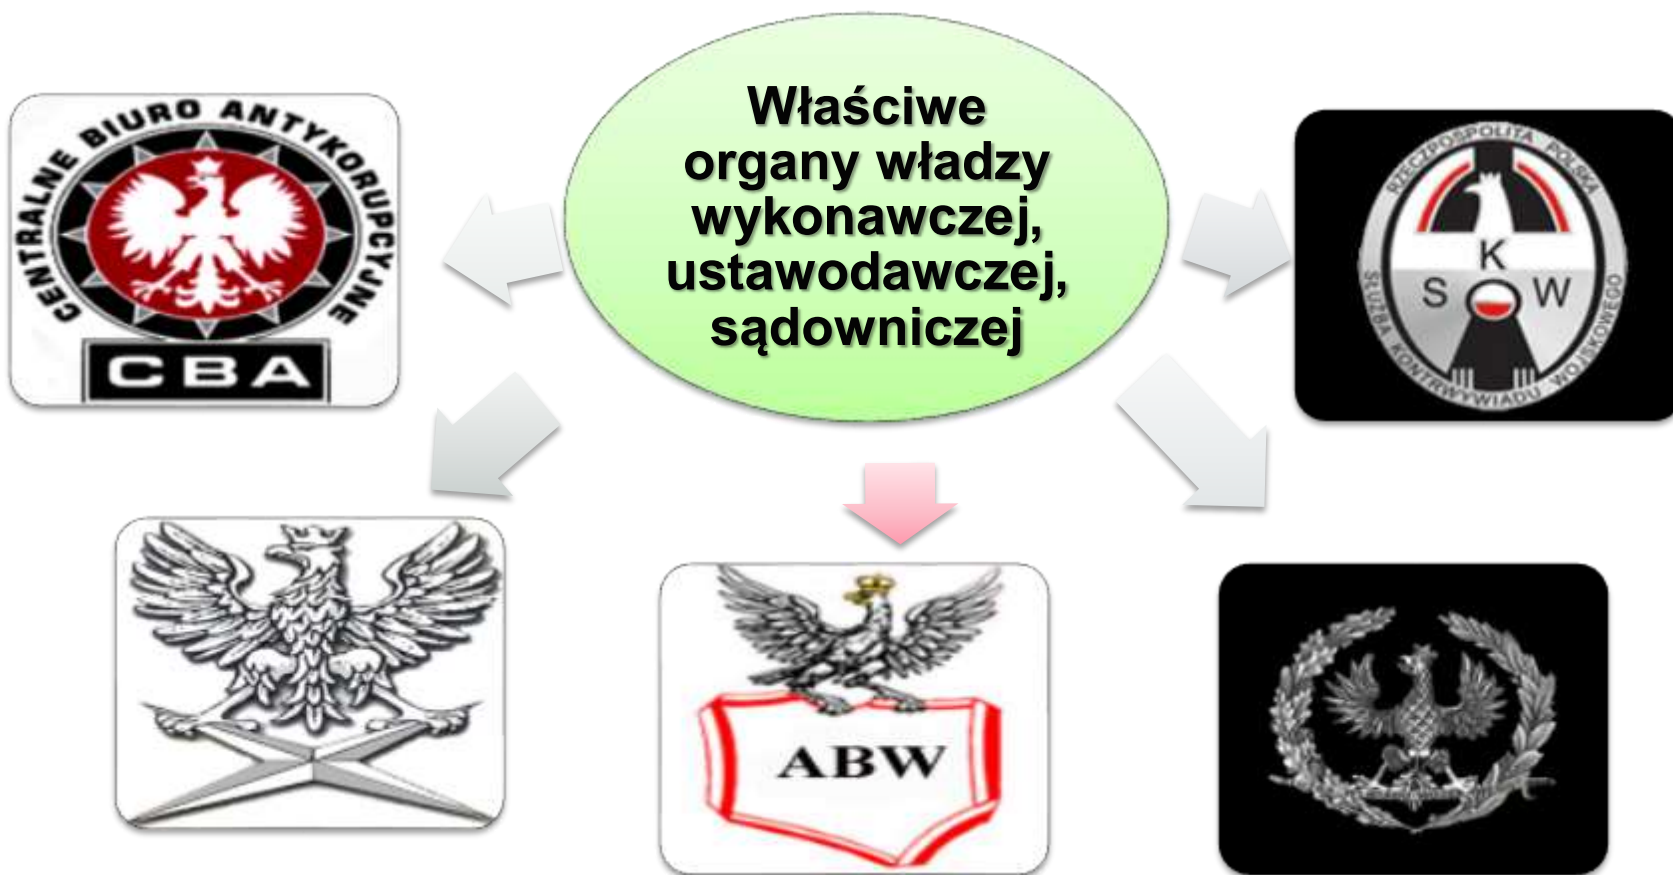 Właściwe
organy władzy
wykonawczej,
ustawodawczej,
sądowniczej
CENTRALNE BIURO ANTYKORUPCYJNE
CBA
RZECZPOSPOLITA POLSKA
K
S W
SŁUŻBA KONTRWYWIADU WOJSKOWEGO
ABW